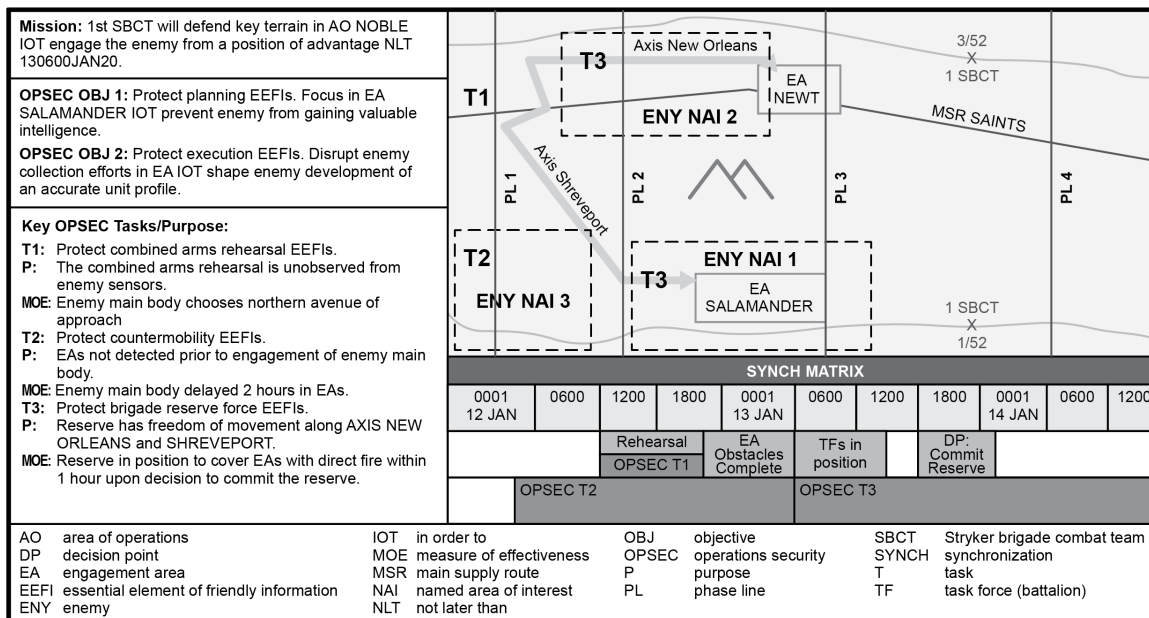 Mission: 1st SBCT will defend key terrain in AO NOBLE
IOT engage the enemy from a position of advantage NLT
130600JAN20.
OPSEC OBJ 1: Protect planning EEFIs. Focus in EA
SALAMANDER IOT prevent enemy from gaining valuable
intelligence.
OPSEC OBJ 2: Protect execution EEFIs. Disrupt enemy
collection efforts in EA IOT shape enemy development of
an accurate unit profile.
Key OPSEC Tasks/Purpose:
T1: Protect combined arms rehearsal EEFIs.
P: The combined arms rehearsal is unobserved from
enemy sensors.
MOE: Enemy main body chooses northern avenue of
approach
T2: Protect countermobility EEFIs.
P: EAs not detected prior to engagement of enemy main
body.
MOE: Enemy main body delayed 2 hours in EAs.
T3: Protect brigade reserve force EEFIs.
P: Reserve has freedom of movement along AXIS NEW
ORLEANS and SHREVEPORT.
MOE: Reserve in position to cover EAs with direct fire within
1 hour upon decision to commit the reserve.
Axis New Orleans
T3
T1
EA
NEWT
ENY NAI 2
3/52
X
1 SBCT
MSR SAINTS
Axis Shreveport
PL 1
PL 2
PL 3
PL 4
T2
ENY NAI 3
ENY NAI 1
T3
EA
SALAMANDER
1 SBCT
X
1/52
SYNCH MATRIX
0001
12 JAN
0600
1200
1800
0001
13 JAN
0600
1200
1800
0001
14 JAN
0600
1200
Rehearsal
OPSEC T1
EA
Obstacles
Complete
TFs in
position
DP:
Commit
Reserve
OPSEC T2
OPSEC T3
AO area of operations
DP decision point
EA engagement area
EEFI essential element of friendly information
ENY enemy
IOT in order to
MOE measure of effectiveness
MSR main supply route
NAI named area of interest
NLT not later than
OBJ objective
OPSEC operations security
P purpose
PL phase line
SBCT Stryker brigade combat team
SYNCH synchronization
T task
TF task force (battalion)